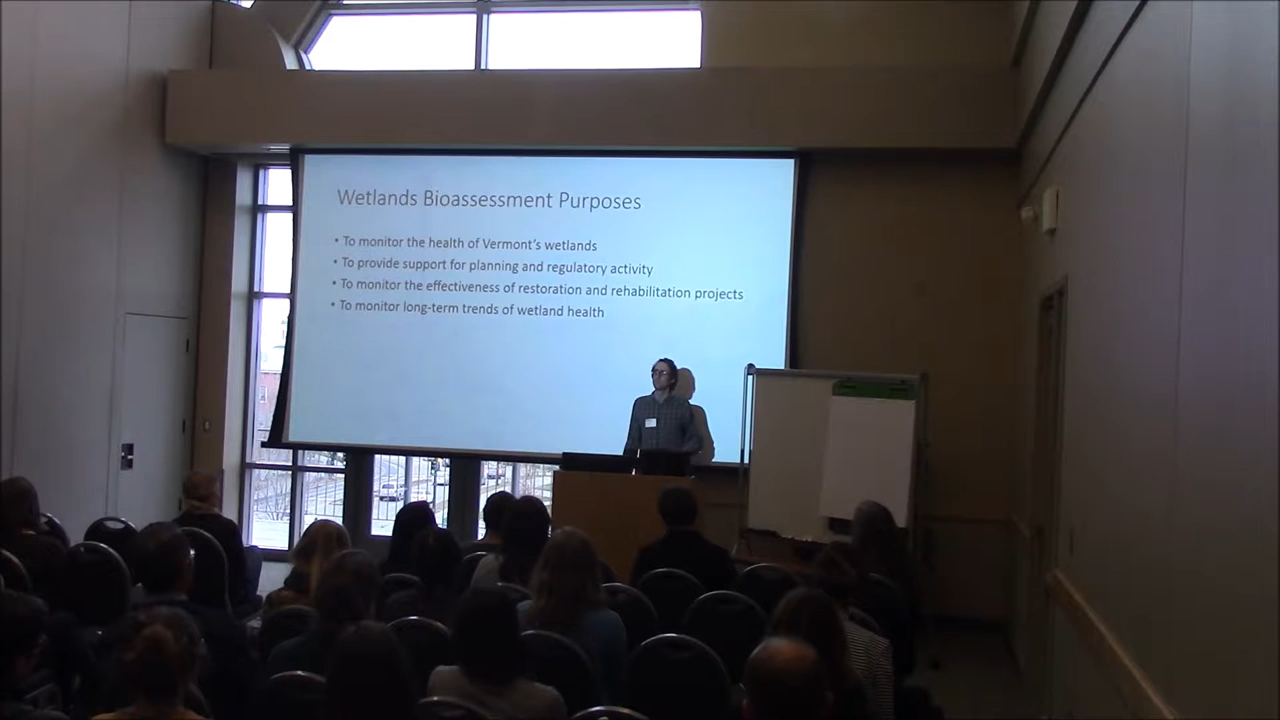 Wetlands Bioassessment Purposes
• To monitor the health of Vermont's wetlands
• To provide support for planning and regulatory activity
• To monitor the effectiveness of restoration and rehabilitation projects
• To monitor long-term trends of wetland health